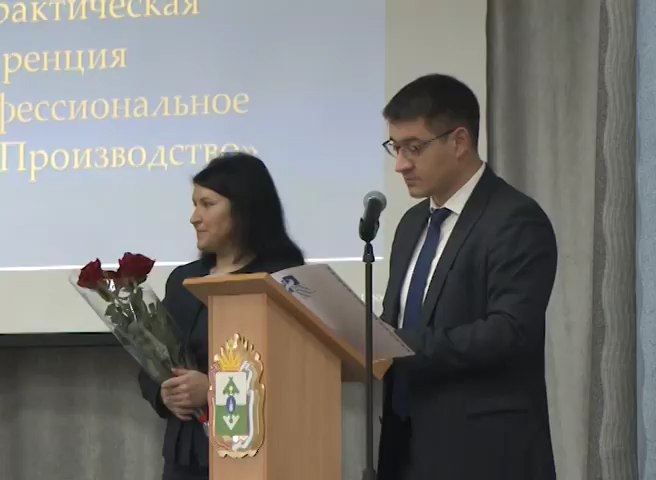 рактическая
ренция
фессиональное
Производство»